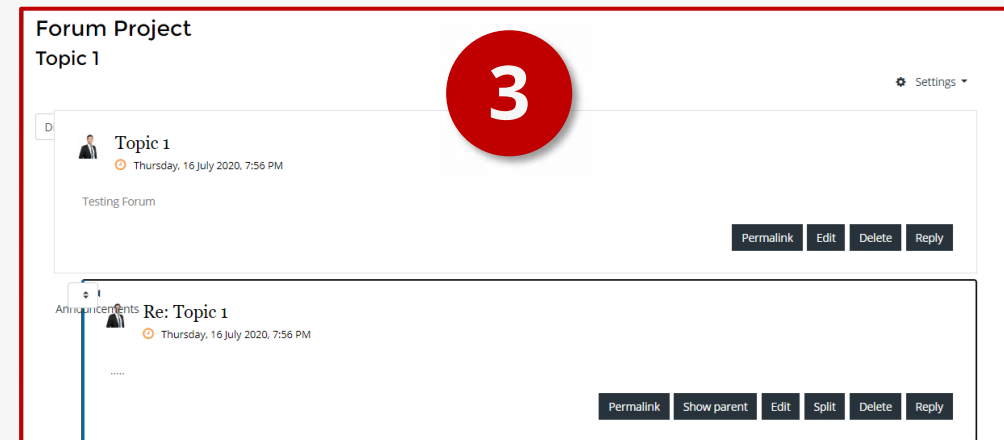 Forum Project
Topic 1
3
Settings
Topic 1
Thursday, 16 July 2020, 7:56 PM
Testing Forum
Permalink Edit Delete Reply
Announcements
Re: Topic 1
Thursday, 16 July 2020, 7:56 PM
.....
Permalink Show parent Edit Split Delete Reply